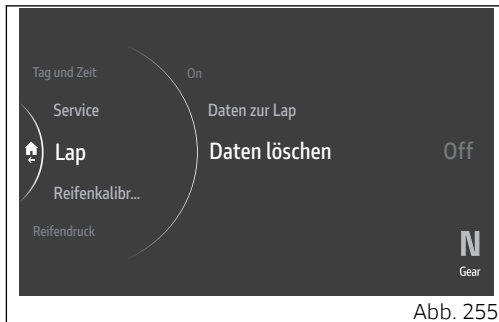 Tag und Zeit
On
Service
Daten zur Lap
Lap
Daten löschen
Off
Reifenkalibr...
Reifendruck
N
Gear
Abb. 255